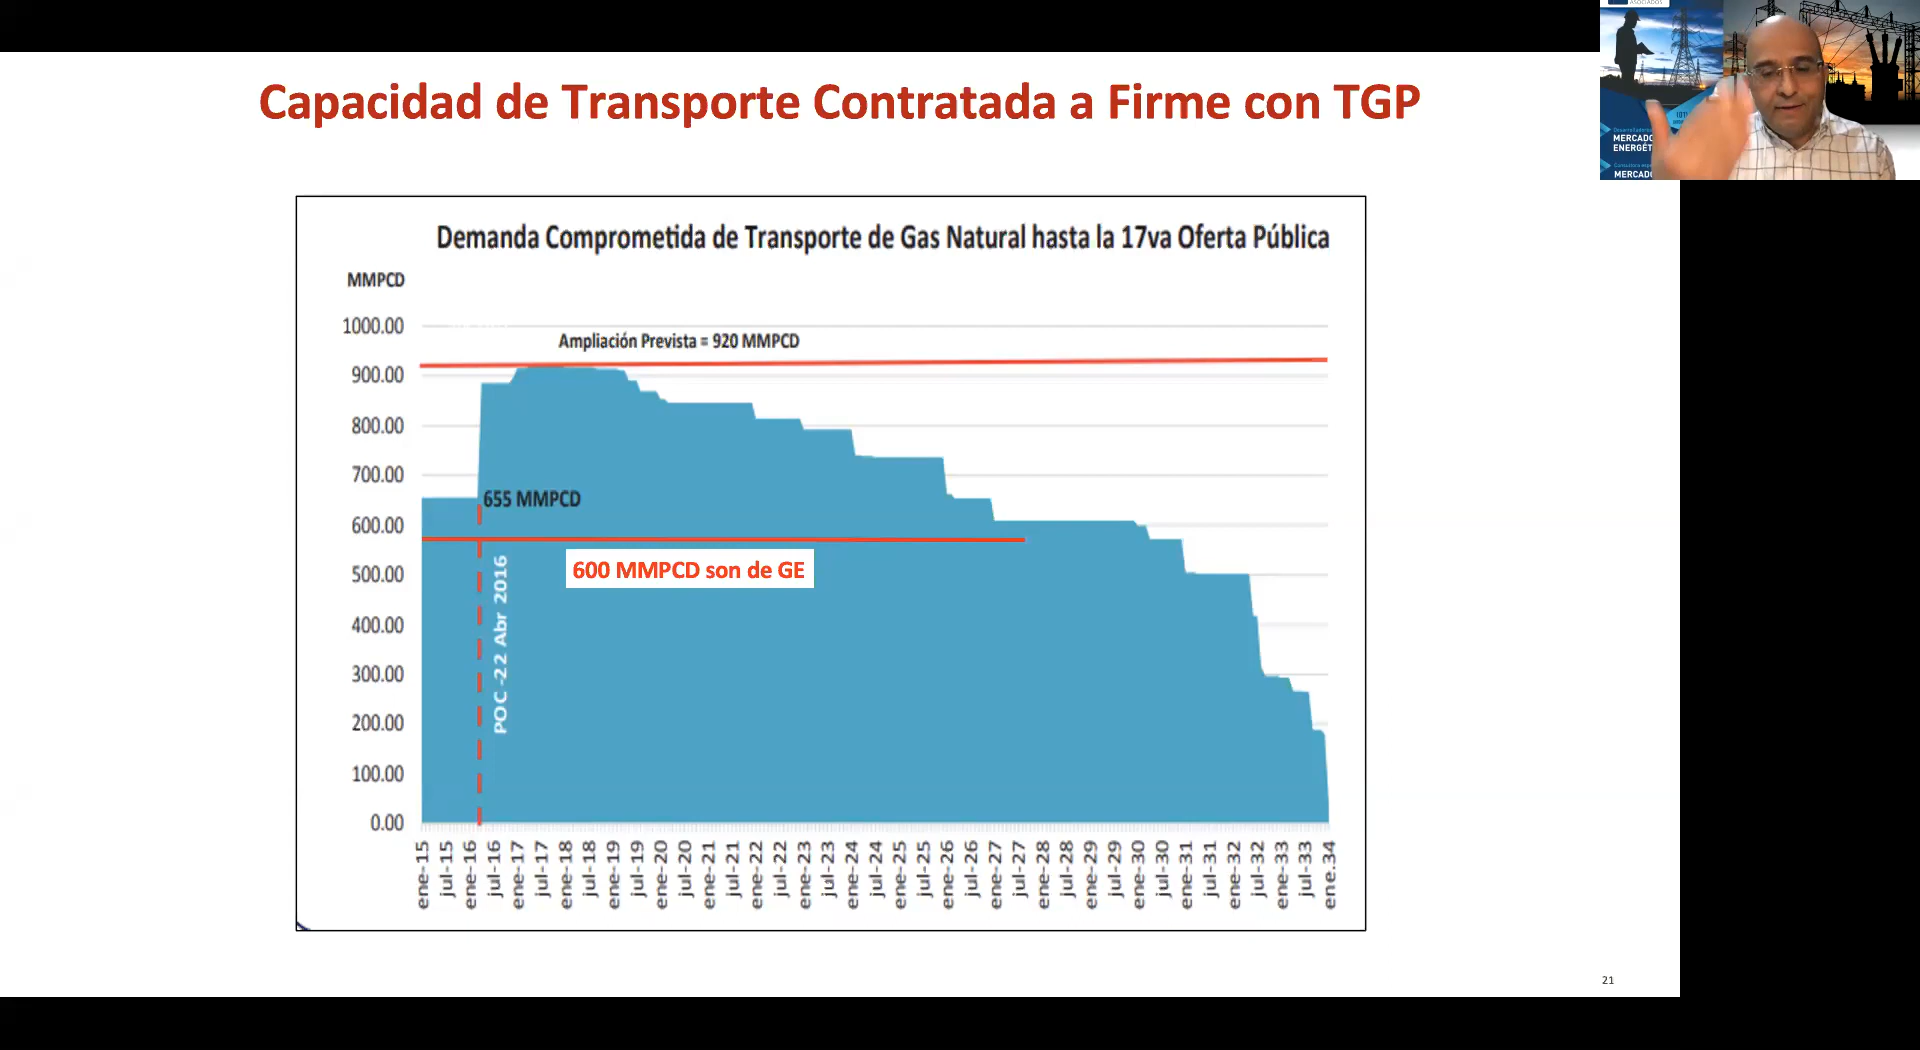 Capacidad de Transporte Contratada a Firme con TGP
ASOCIADOS
MERCADO
ENERGÉT
MERCADO
Demanda Comprometida de Transporte de Gas Natural hasta la 17va Oferta Pública
MMPCD
1000.00
900.00
800.00
700.00
600.00
500.00
400.00
300.00
200.00
100.00
0.00
Ampliación Prevista = 920 MMPCD
655 MMPCD
600 MMPCD son de GE
POC -22 Abr 2016
ene-15
jul-15
ene-16
jul-16
ene-17
jul-17
ene-18
jul-18
ene-19
jul-19
ene-20
jul-20
ene-21
jul-21
ene-22
jul-22
ene-23
jul-23
ene-24
jul-24
ene-25
jul-25
ene-26
jul-26
ene-27
jul-27
ene-28
jul-28
ene-29
jul-29
ene-30
jul-30
ene-31
jul-31
ene-32
jul-32
ene-33
jul-33
ene.34
21